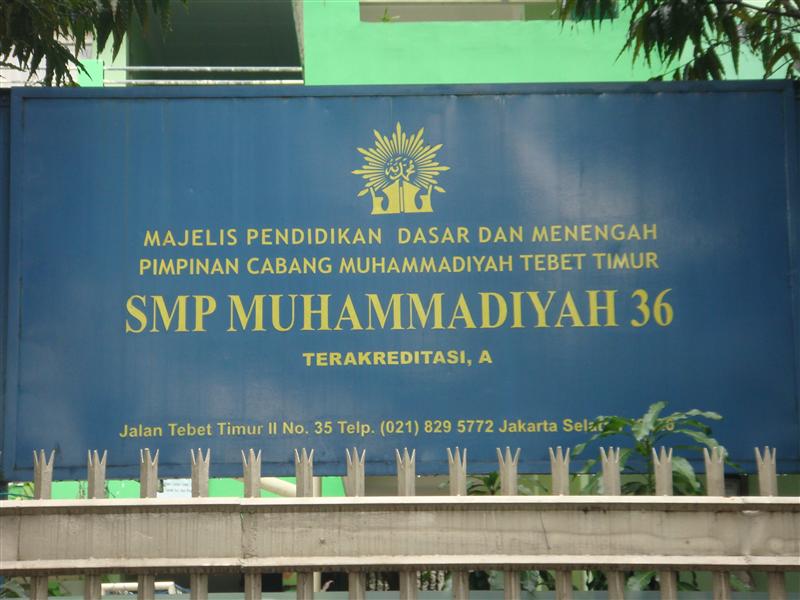 MAJELIS PENDIDIKAN DASAR DAN MENENGAH
PIMPINAN CABANG MUHAMMADIYAH TEBET TIMUR
SMP MUHAMMADIYAH 36
TERAKREDITASI, A
Jalan Tebet Timur II No. 35 Telp. (021) 829 5772 Jakarta